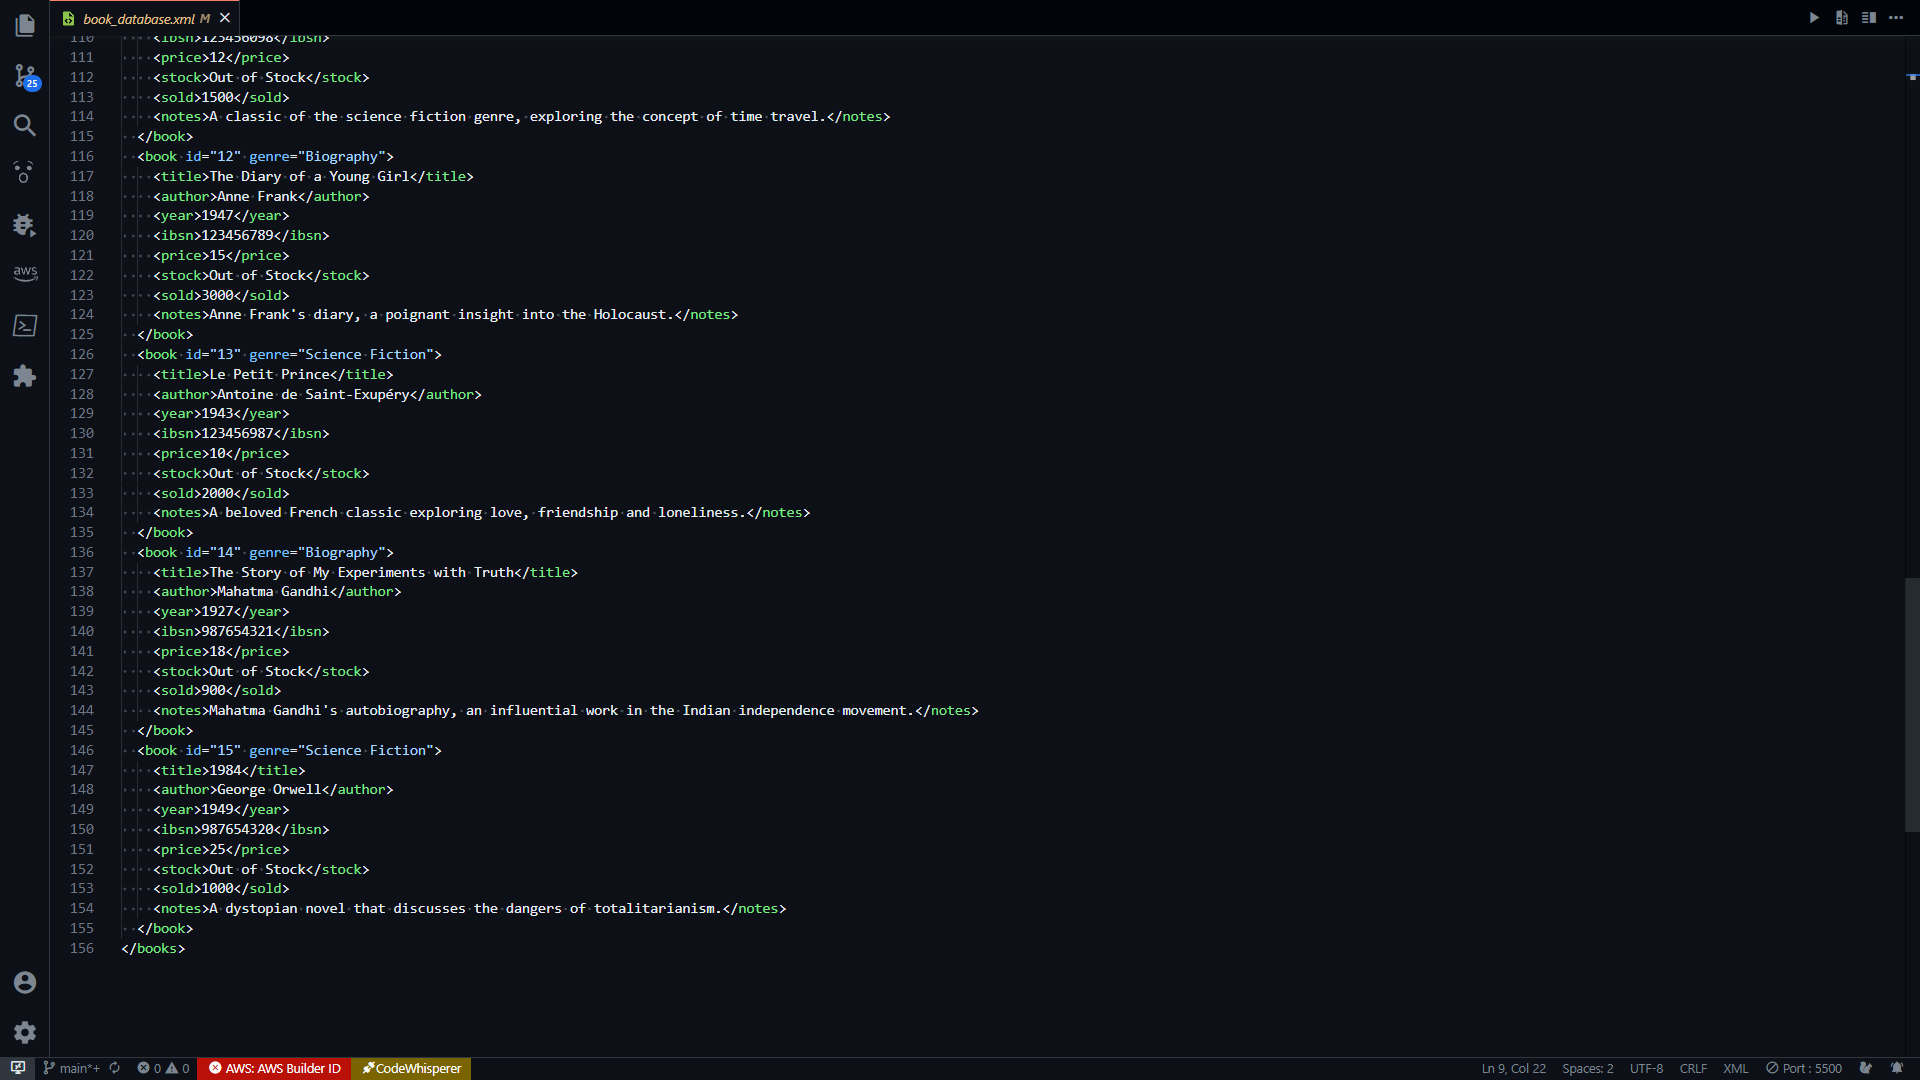 book_database.xml M
110 <ibsn>123456098</ibsn>
111 <price>12</price>
112 <stock>Out of Stock</stock>
113 <sold>1500</sold>
114 <notes>A classic of the science fiction genre, exploring the concept of time travel.</notes>
115 </book>
116 <book id="12" genre="Biography">
117 <title>The Diary of a Young Girl</title>
118 <author>Anne Frank</author>
119 <year>1947</year>
120 <ibsn>123456789</ibsn>
121 <price>15</price>
122 <stock>Out of Stock</stock>
123 <sold>3000</sold>
124 <notes>Anne Frank's diary, a poignant insight into the Holocaust.</notes>
125 </book>
126 <book id="13" genre="Science Fiction">
127 <title>Le Petit Prince</title>
128 <author>Antoine de Saint-Exupéry</author>
129 <year>1943</year>
130 <ibsn>123456987</ibsn>
131 <price>10</price>
132 <stock>Out of Stock</stock>
133 <sold>2000</sold>
134 <notes>A beloved French classic exploring love, friendship and loneliness.</notes>
135 </book>
136 <book id="14" genre="Biography">
137 <title>The Story of My Experiments with Truth</title>
138 <author>Mahatma Gandhi</author>
139 <year>1927</year>
140 <ibsn>987654321</ibsn>
141 <price>18</price>
142 <stock>Out of Stock</stock>
143 <sold>900</sold>
144 <notes>Mahatma Gandhi's autobiography, an influential work in the Indian independence movement.</notes>
145 </book>
146 <book id="15" genre="Science Fiction">
147 <title>1984</title>
148 <author>George Orwell</author>
149 <year>1949</year>
150 <ibsn>987654320</ibsn>
151 <price>25</price>
152 <stock>Out of Stock</stock>
153 <sold>1000</sold>
154 <notes>A dystopian novel that discusses the dangers of totalitarianism.</notes>
155 </book>
156 </books>
25
aws
main*+ 0 0 AWS: AWS Builder ID CodeWhisperer Ln 9, Col 22 Spaces: 2 UTF-8 CRLF XML Port : 5500